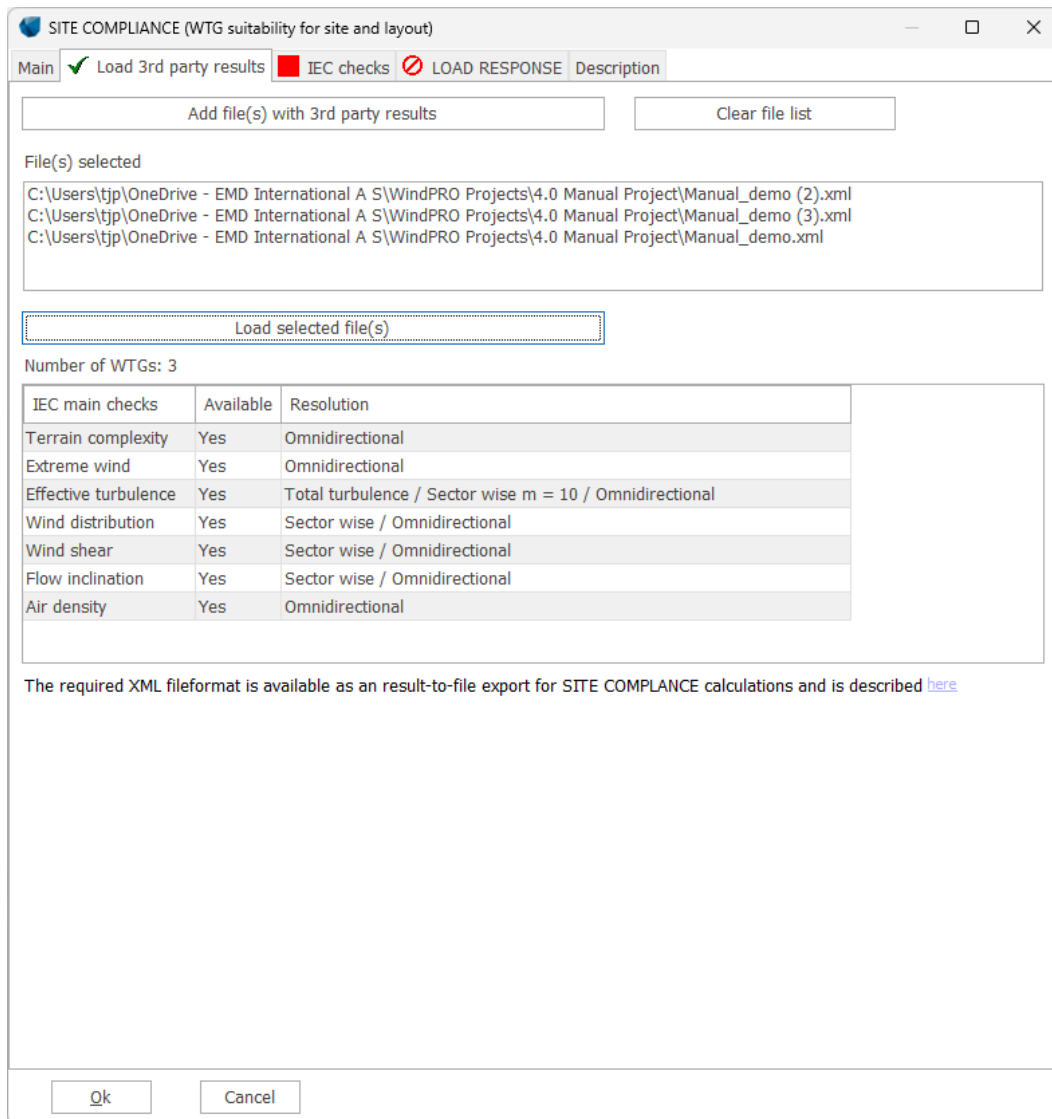 SITE COMPLIANCE (WTG suitability for site and layout)
Main Load 3rd party results IEC checks LOAD RESPONSE Description
Add file(s) with 3rd party results Clear file list
File(s) selected
C:\Users\tjp\OneDrive - EMD International A S\WindPRO Projects\4.0 Manual Project\Manual_demo (2).xml
C:\Users\tjp\OneDrive - EMD International A S\WindPRO Projects\4.0 Manual Project\Manual_demo (3).xml
C:\Users\tjp\OneDrive - EMD International A S\WindPRO Projects\4.0 Manual Project\Manual_demo.xml
Load selected file(s)
Number of WTGs: 3
IEC main checks Available Resolution
Terrain complexity Yes Omnidirectional
Extreme wind Yes Omnidirectional
Effective turbulence Yes Total turbulence / Sector wise m = 10 / Omnidirectional
Wind distribution Yes Sector wise / Omnidirectional
Wind shear Yes Sector wise / Omnidirectional
Flow inclination Yes Sector wise / Omnidirectional
Air density Yes Omnidirectional
The required XML fileformat is available as an result-to-file export for SITE COMPLANCE calculations and is described here
Ok Cancel